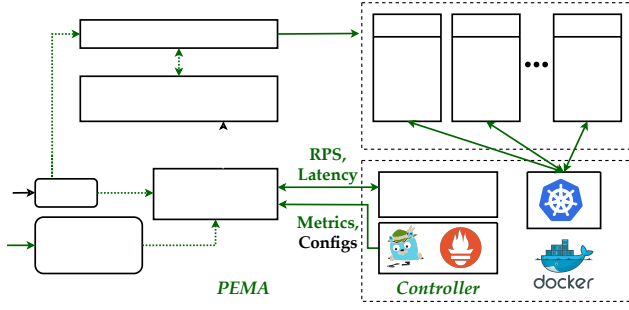 RPS,
Latency
Metrics,
Configs
PEMA
Controller
docker